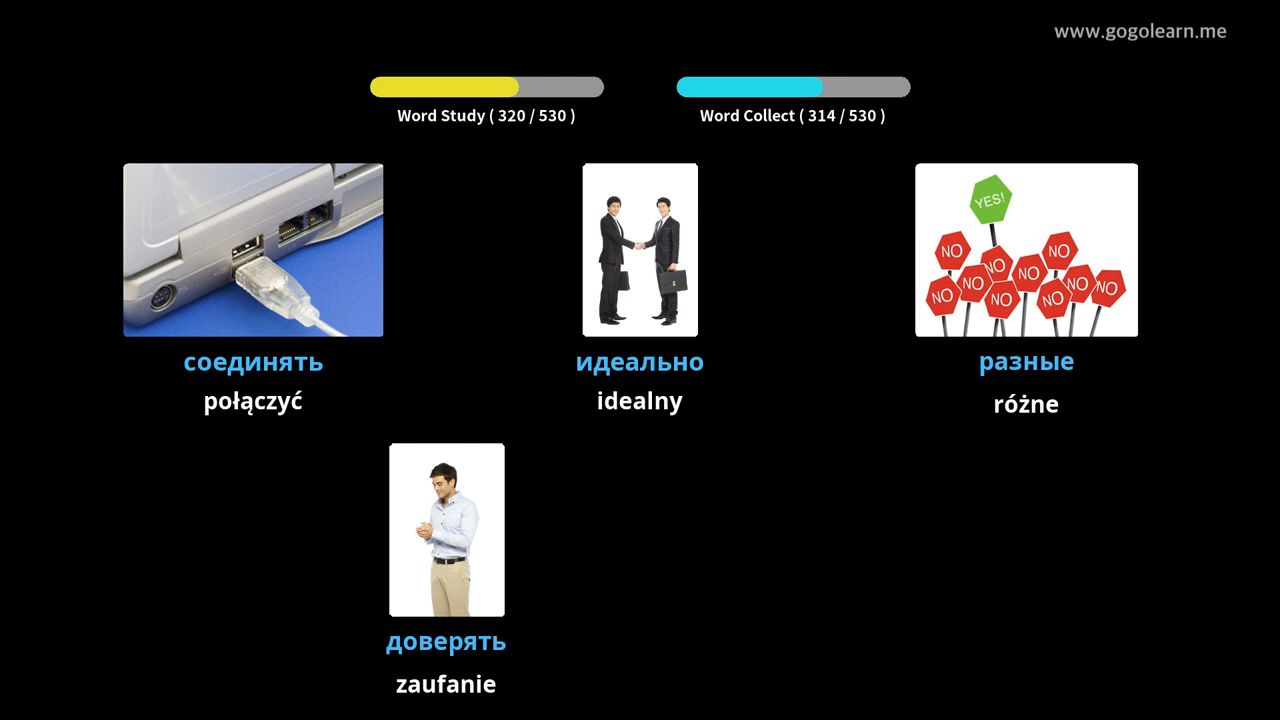 www.gogolearn.me
Word Study ( 320 / 530 )
Word Collect ( 314 / 530 )
YES!
NO
NO
NO
NO
NO
NO
NO
NO
NO
NO
соединять
połączyć
идеально
idealny
разные
różne
доверять
zaufanie